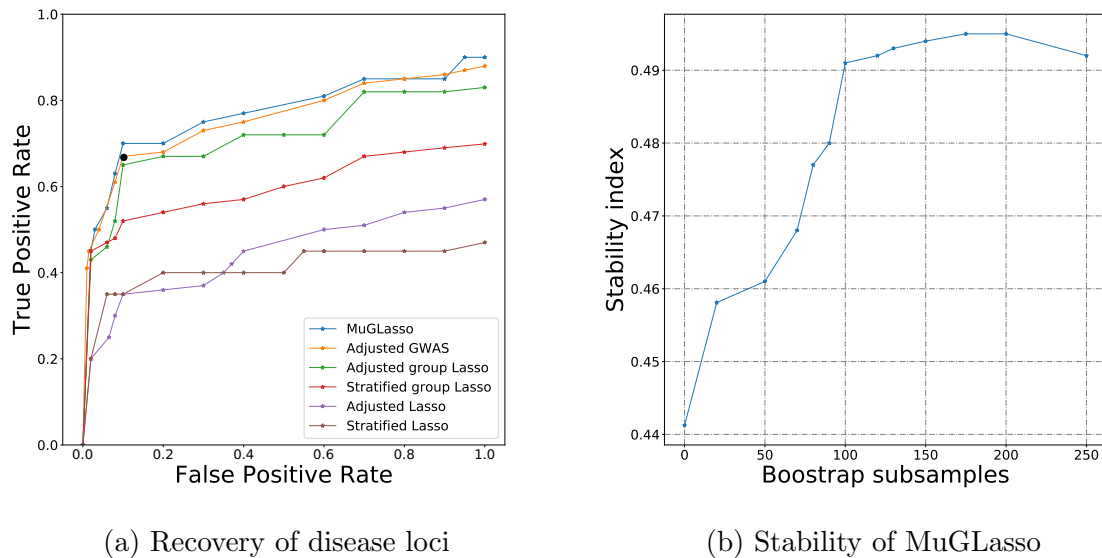 1.0
0.8
0.6
0.4
0.2
0.0
True Positive Rate
0.0 0.2 0.4 0.6 0.8 1.0
False Positive Rate
MuGLasso
Adjusted GWAS
Adjusted group Lasso
Stratified group Lasso
Adjusted Lasso
Stratified Lasso
(a) Recovery of disease loci
0.49
0.48
0.47
0.46
0.45
0.44
Stability index
0 50 100 150 200 250
Boostrap subsamples
(b) Stability of MuGLasso